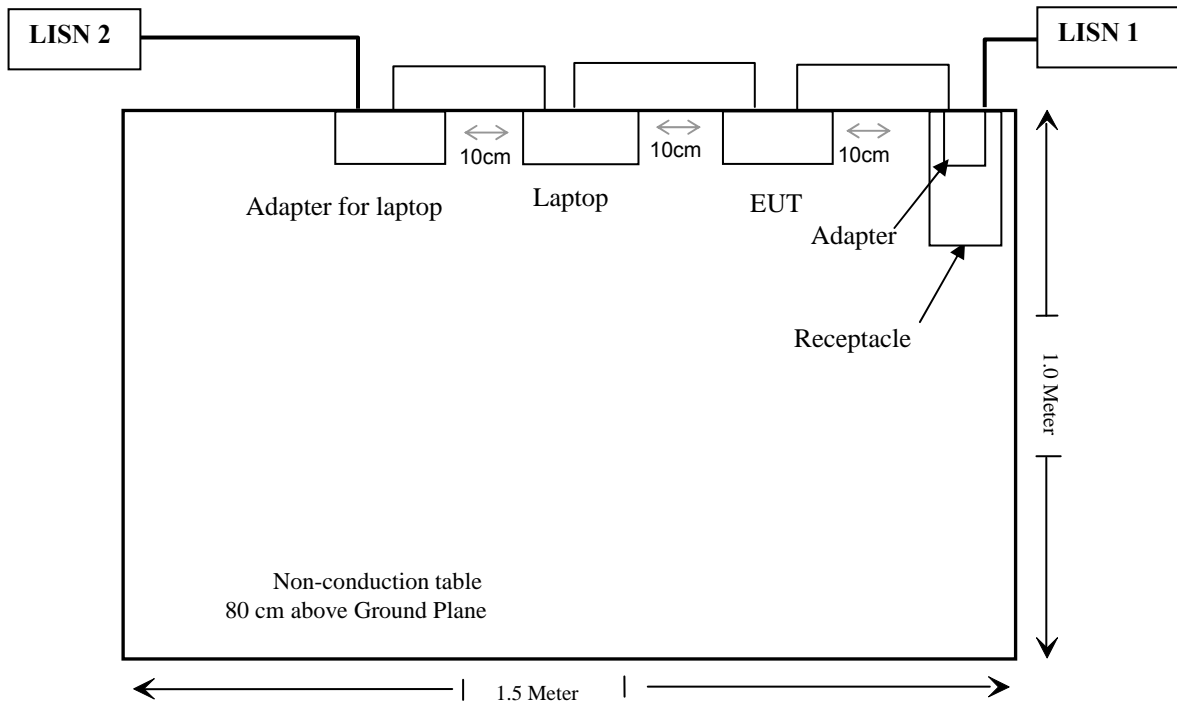 LISN 2
LISN 1
10cm
10cm
10cm
Adapter for laptop
Laptop
EUT
Adapter
Receptacle
1.0 Meter
Non-conduction table
80 cm above Ground Plane
1.5 Meter